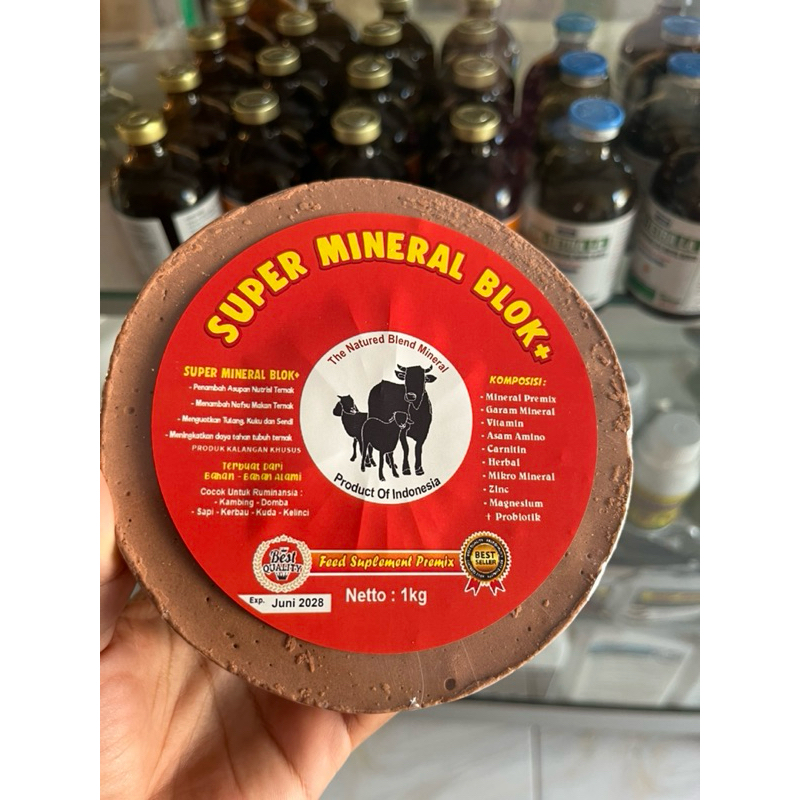 SUPER MINERAL BLOK+
The Natured Blend Mineral
Product Of Indonesia
SUPER MINERAL BLOK+
- Penambah Asupan Nutrisi Ternak
- Menambah Nafsu Makan Ternak
- Menguatkan Tulang, Kuku dan Sendi
- Meningkatkan daya tahan tubuh ternak
PRODUK KALANGAN KHUSUS
Terbuat Dari
Bahan - Bahan Alami
Cocok Untuk Ruminansia :
- Kambing - Domba
- Sapi - Kerbau - Kuda - Kelinci
KOMPOSISI :
- Mineral Premix
- Garam Mineral
- Vitamin
- Asam Amino
- Carnitin
- Herbal
- Mikro Mineral
- Zinc
- Magnesium
+ Probiotik
Best
QUALITY
Feed Suplement Premix
BEST
SELLER
Exp. Juni 2028
Netto : 1kg